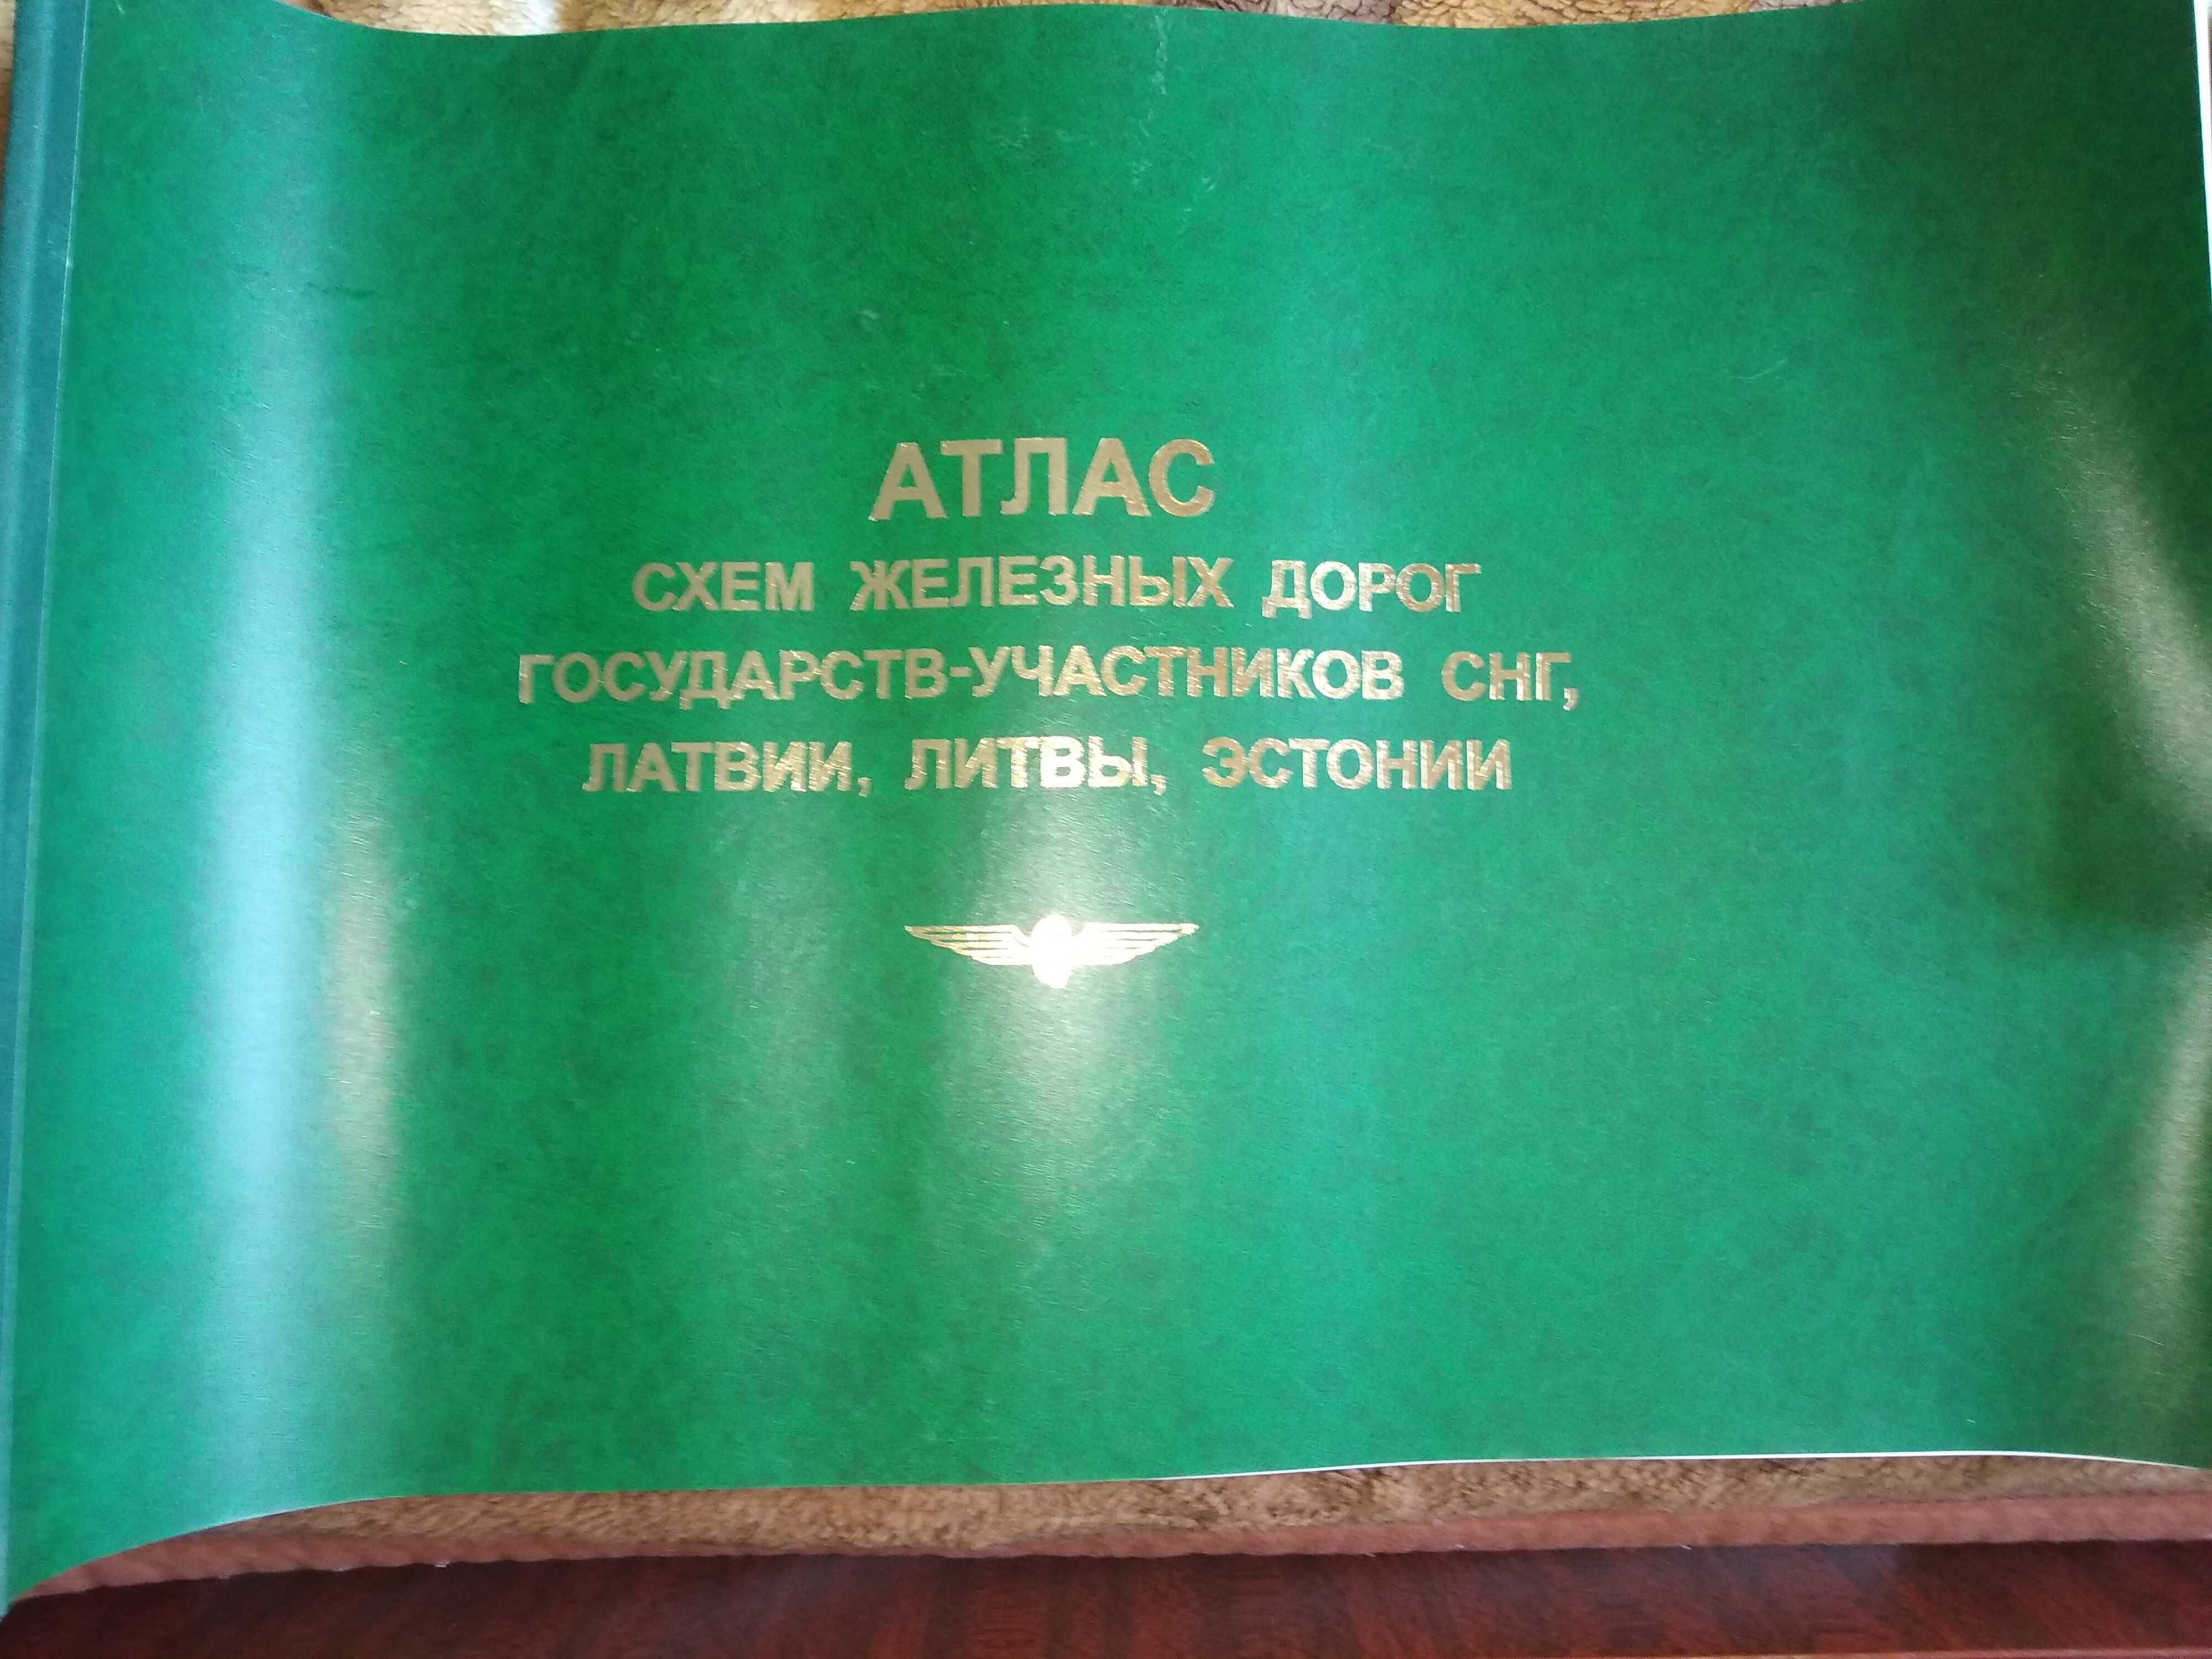 АТЛАС
СХЕМ ЖЕЛЕЗНЫХ ДОРОГ
ГОСУДАРСТВ-УЧАСТНИКОВ СНГ,
ЛАТВИИ, ЛИТВЫ, ЭСТОНИИ